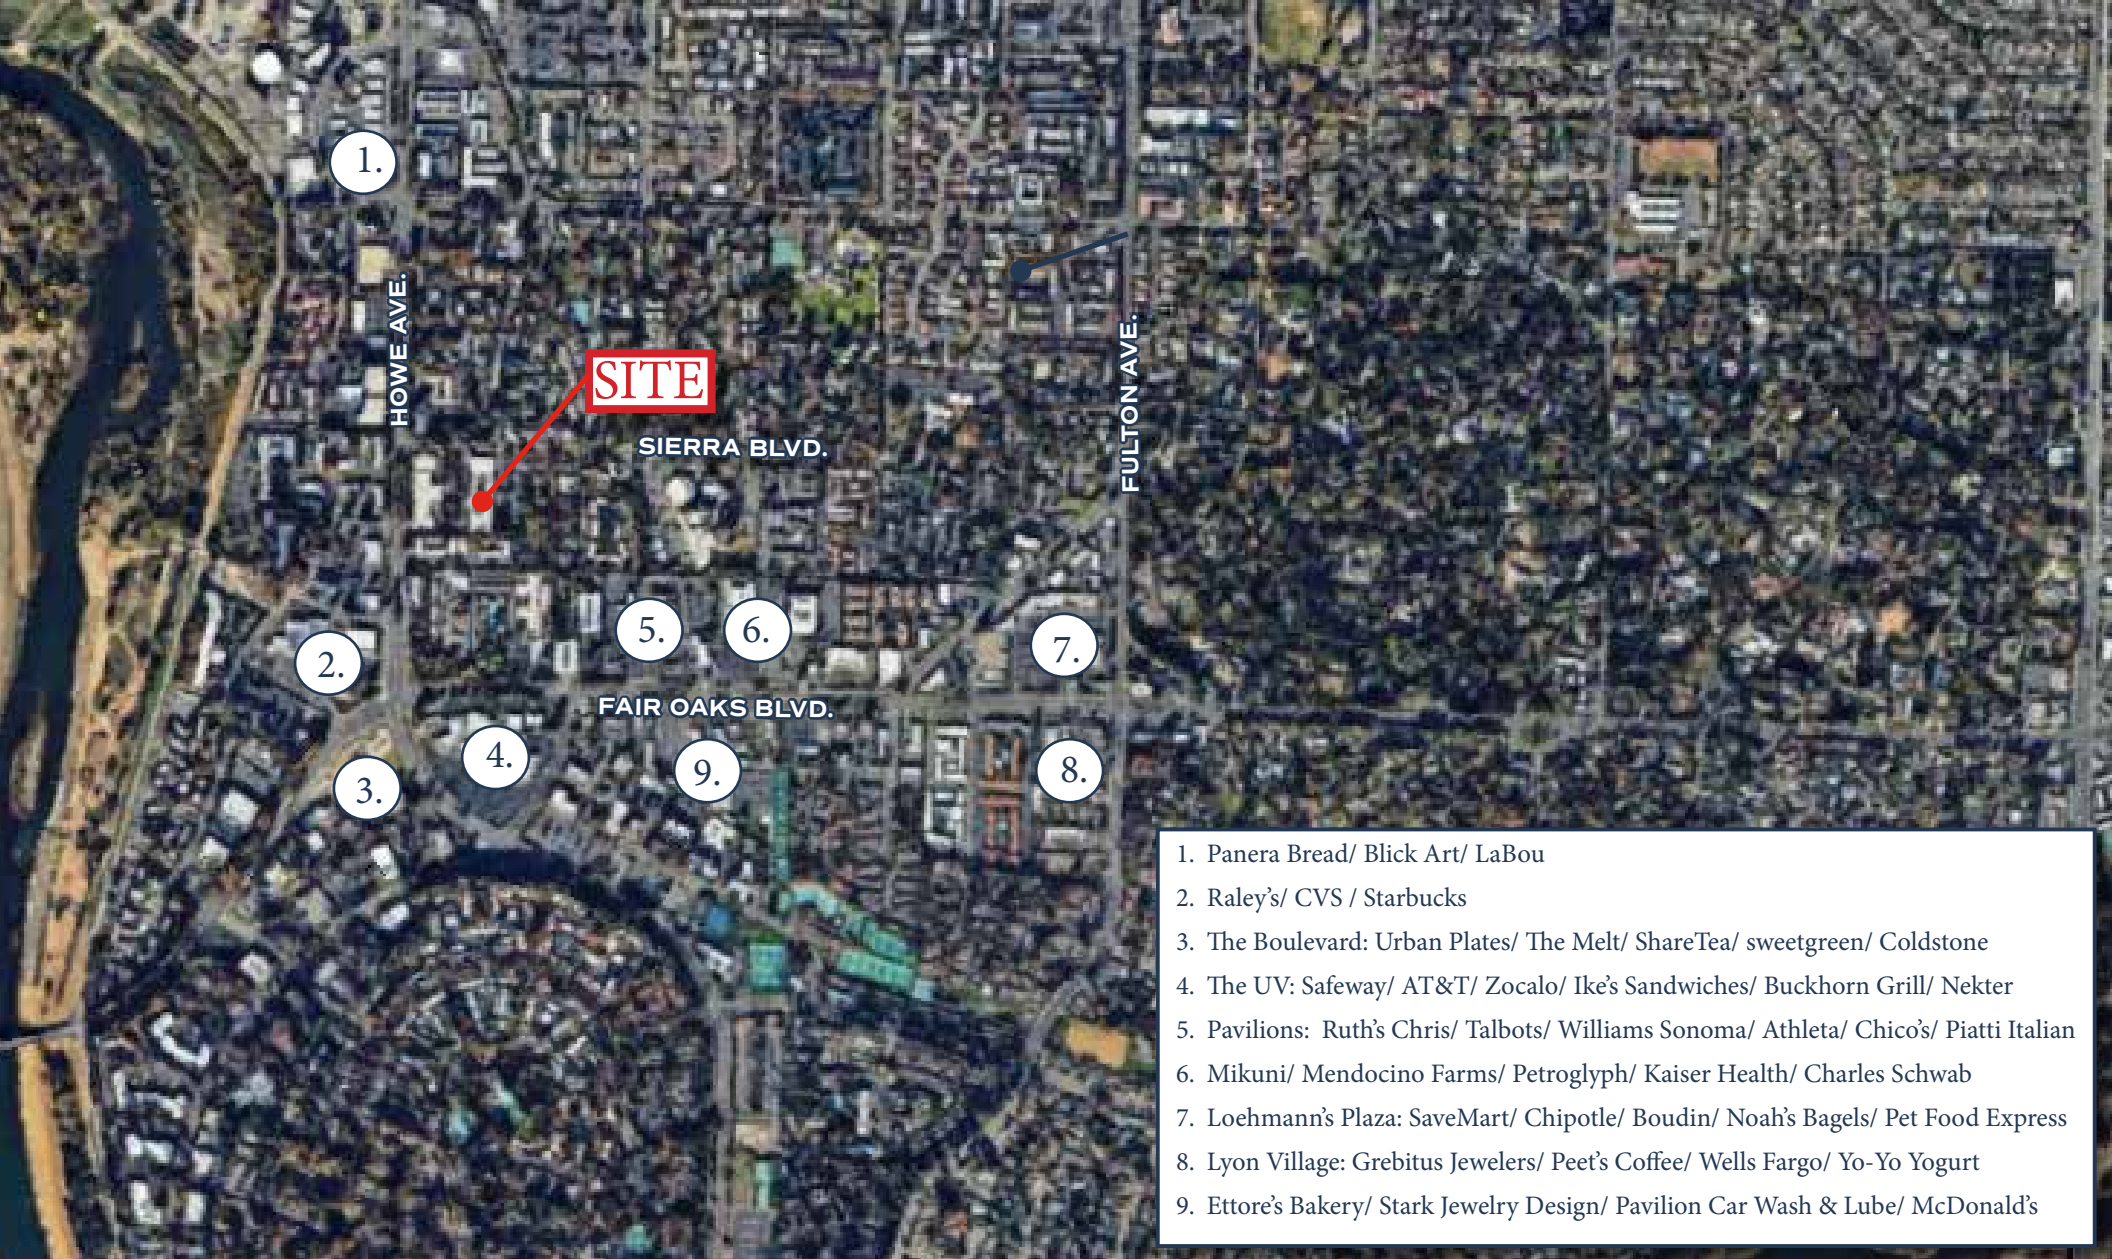 1.
HOWE AVE.
SITE
SIERRA BLVD.
FULTON AVE.
5.
6.
7.
2.
FAIR OAKS BLVD.
4.
9.
8.
3.
1. Panera Bread/ Blick Art/ LaBou
2. Raley's/ CVS / Starbucks
3. The Boulevard: Urban Plates/ The Melt/ ShareTea/ sweetgreen/ Coldstone
4. The UV: Safeway/ AT&T/ Zocalo/ Ike's Sandwiches/ Buckhorn Grill/ Nekter
5. Pavilions: Ruth's Chris/ Talbots/ Williams Sonoma/ Athleta/ Chico's/ Piatti Italian
6. Mikuni/ Mendocino Farms/ Petroglyph/ Kaiser Health/ Charles Schwab
7. Loehmann's Plaza: SaveMart/ Chipotle/ Boudin/ Noah's Bagels/ Pet Food Express
8. Lyon Village: Grebitus Jewelers/ Peet's Coffee/ Wells Fargo/ Yo-Yo Yogurt
9. Ettore's Bakery/ Stark Jewelry Design/ Pavilion Car Wash & Lube/ McDonald's